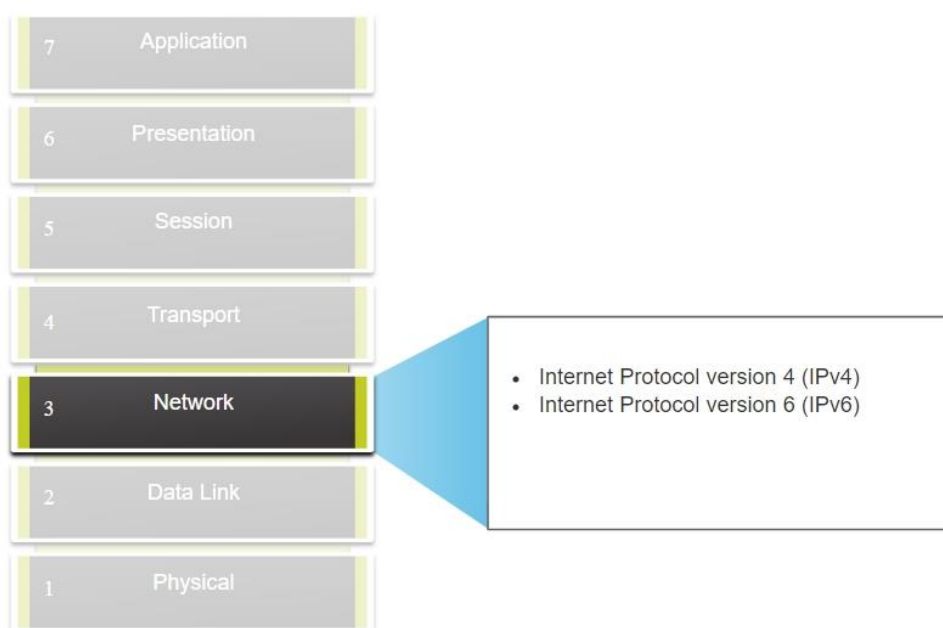 7 Application
6 Presentation
5 Session
4 Transport
3 Network
• Internet Protocol version 4 (IPv4)
• Internet Protocol version 6 (IPv6)
2 Data Link
1 Physical